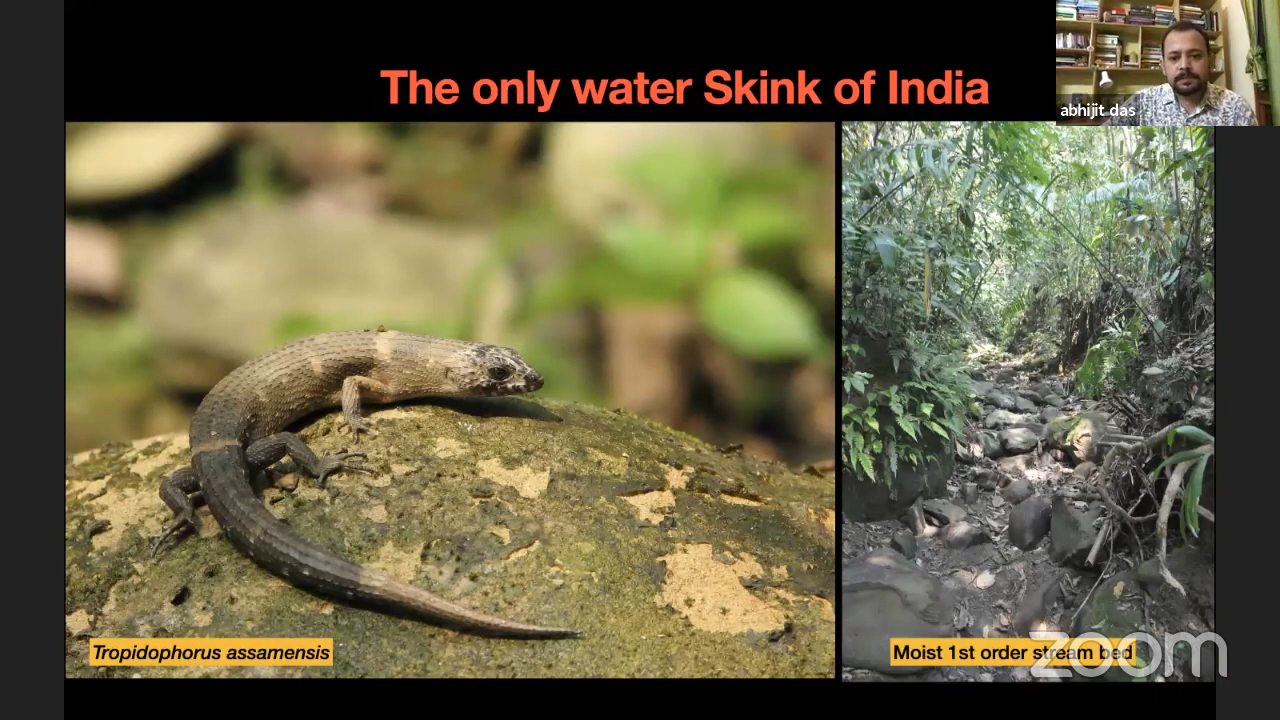 The only water Skink of India
abhijit das
Tropidophorus assamensis
Moist 1st order stream bed
zoom